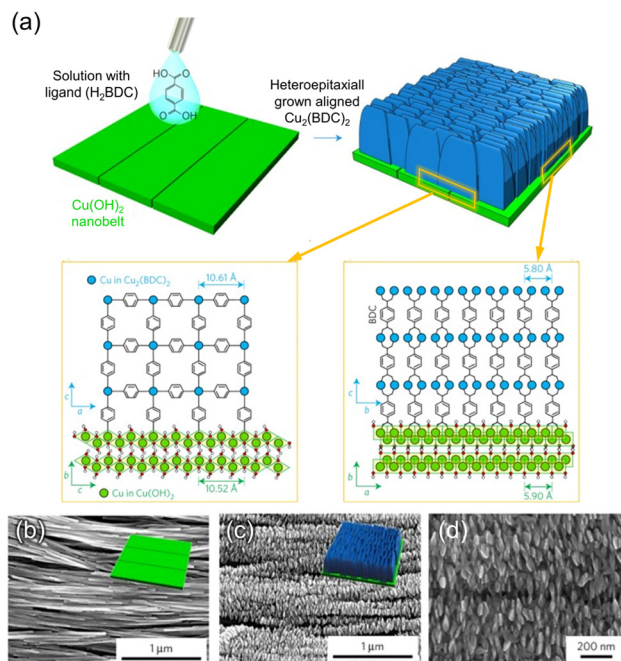 (a)
Solution with
ligand (H₂BDC)
HO O
O OH
Heteroepitaxiall
grown aligned
Cu₂(BDC)₂
Cu(OH)₂
nanobelt
Cu in Cu₂(BDC)₂
10.61 Å
c
a
b
c
10.52 Å
Cu in Cu(OH)₂
5.80 Å
BDC
c
b
b
a
5.90 Å
(b)
1 µm
(c)
1 µm
(d)
200 nm